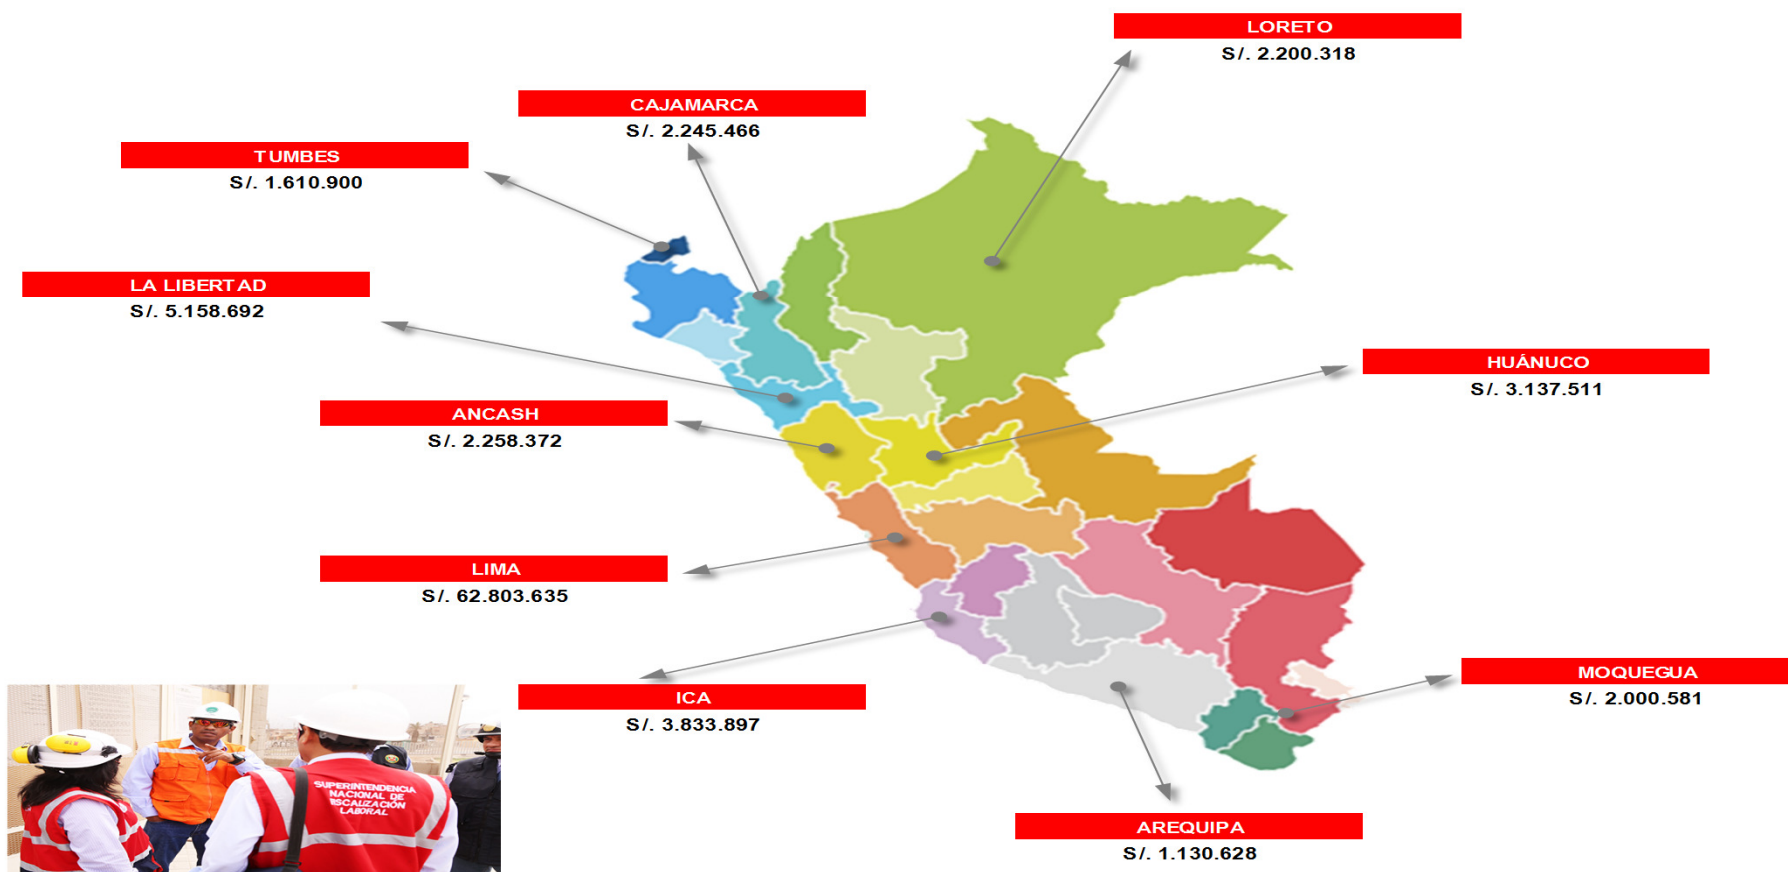 LORETO
S/. 2.200.318
CAJAMARCA
S/. 2.245.466
TUMBES
S/. 1.610.900
LA LIBERTAD
S/. 5.158.692
HUÁNUCO
S/. 3.137.511
ANCASH
S/. 2.258.372
LIMA
S/. 62.803.635
ICA
S/. 3.833.897
MOQUEGUA
S/. 2.000.581
AREQUIPA
S/. 1.130.628
SUPERINTENDENCIA
NACIONAL DE
FISCALIZACIÓN
LABORAL